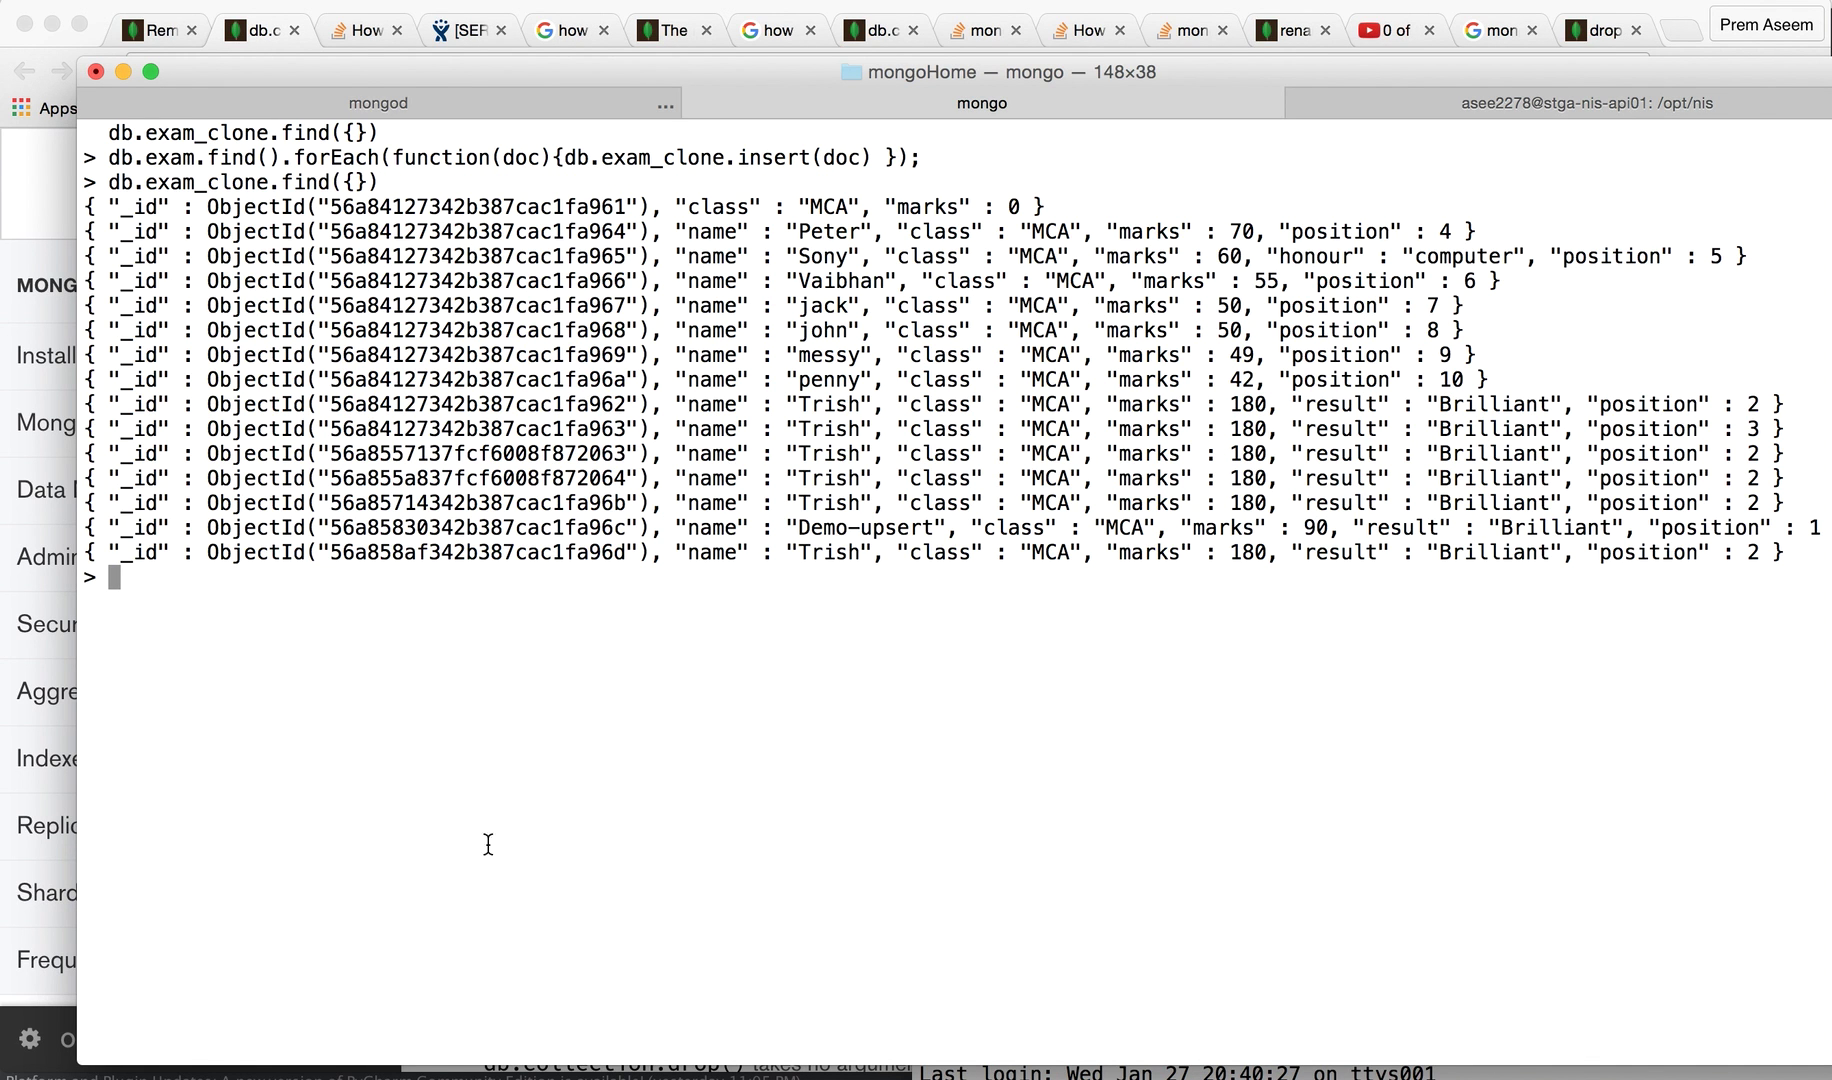 Rem
db.c
How
[SER
how
The
how
db.c
mon
How
mon
rena
0 of
mon
drop
Prem Aseem
mongoHome — mongo — 148×38
Apps
mongod ...
mongo
asee2278@stga-nis-api01: /opt/nis
db.exam_clone.find({})
> db.exam.find().forEach(function(doc){db.exam_clone.insert(doc) });
> db.exam_clone.find({})
{ "_id" : ObjectId("56a84127342b387cac1fa961"), "class" : "MCA", "marks" : 0 }
{ "_id" : ObjectId("56a84127342b387cac1fa964"), "name" : "Peter", "class" : "MCA", "marks" : 70, "position" : 4 }
{ "_id" : ObjectId("56a84127342b387cac1fa965"), "name" : "Sony", "class" : "MCA", "marks" : 60, "honour" : "computer", "position" : 5 }
{ "_id" : ObjectId("56a84127342b387cac1fa966"), "name" : "Vaibhan", "class" : "MCA", "marks" : 55, "position" : 6 }
{ "_id" : ObjectId("56a84127342b387cac1fa967"), "name" : "jack", "class" : "MCA", "marks" : 50, "position" : 7 }
{ "_id" : ObjectId("56a84127342b387cac1fa968"), "name" : "john", "class" : "MCA", "marks" : 50, "position" : 8 }
{ "_id" : ObjectId("56a84127342b387cac1fa969"), "name" : "messy", "class" : "MCA", "marks" : 49, "position" : 9 }
{ "_id" : ObjectId("56a84127342b387cac1fa96a"), "name" : "penny", "class" : "MCA", "marks" : 42, "position" : 10 }
{ "_id" : ObjectId("56a84127342b387cac1fa962"), "name" : "Trish", "class" : "MCA", "marks" : 180, "result" : "Brilliant", "position" : 2 }
{ "_id" : ObjectId("56a84127342b387cac1fa963"), "name" : "Trish", "class" : "MCA", "marks" : 180, "result" : "Brilliant", "position" : 3 }
{ "_id" : ObjectId("56a8557137fcf6008f872063"), "name" : "Trish", "class" : "MCA", "marks" : 180, "result" : "Brilliant", "position" : 2 }
{ "_id" : ObjectId("56a855a837fcf6008f872064"), "name" : "Trish", "class" : "MCA", "marks" : 180, "result" : "Brilliant", "position" : 2 }
{ "_id" : ObjectId("56a85714342b387cac1fa96b"), "name" : "Trish", "class" : "MCA", "marks" : 180, "result" : "Brilliant", "position" : 2 }
{ "_id" : ObjectId("56a85830342b387cac1fa96c"), "name" : "Demo-upsert", "class" : "MCA", "marks" : 90, "result" : "Brilliant", "position" : 1
{ "_id" : ObjectId("56a858af342b387cac1fa96d"), "name" : "Trish", "class" : "MCA", "marks" : 180, "result" : "Brilliant", "position" : 2 }
>
MONG
Install
Mong
Data
Admin
Secur
Aggre
Indexe
Replic
Shard
Frequ
O
db.collection.drop() takes no argumen
Last login: Wed Jan 27 20:40:27 on ttys001